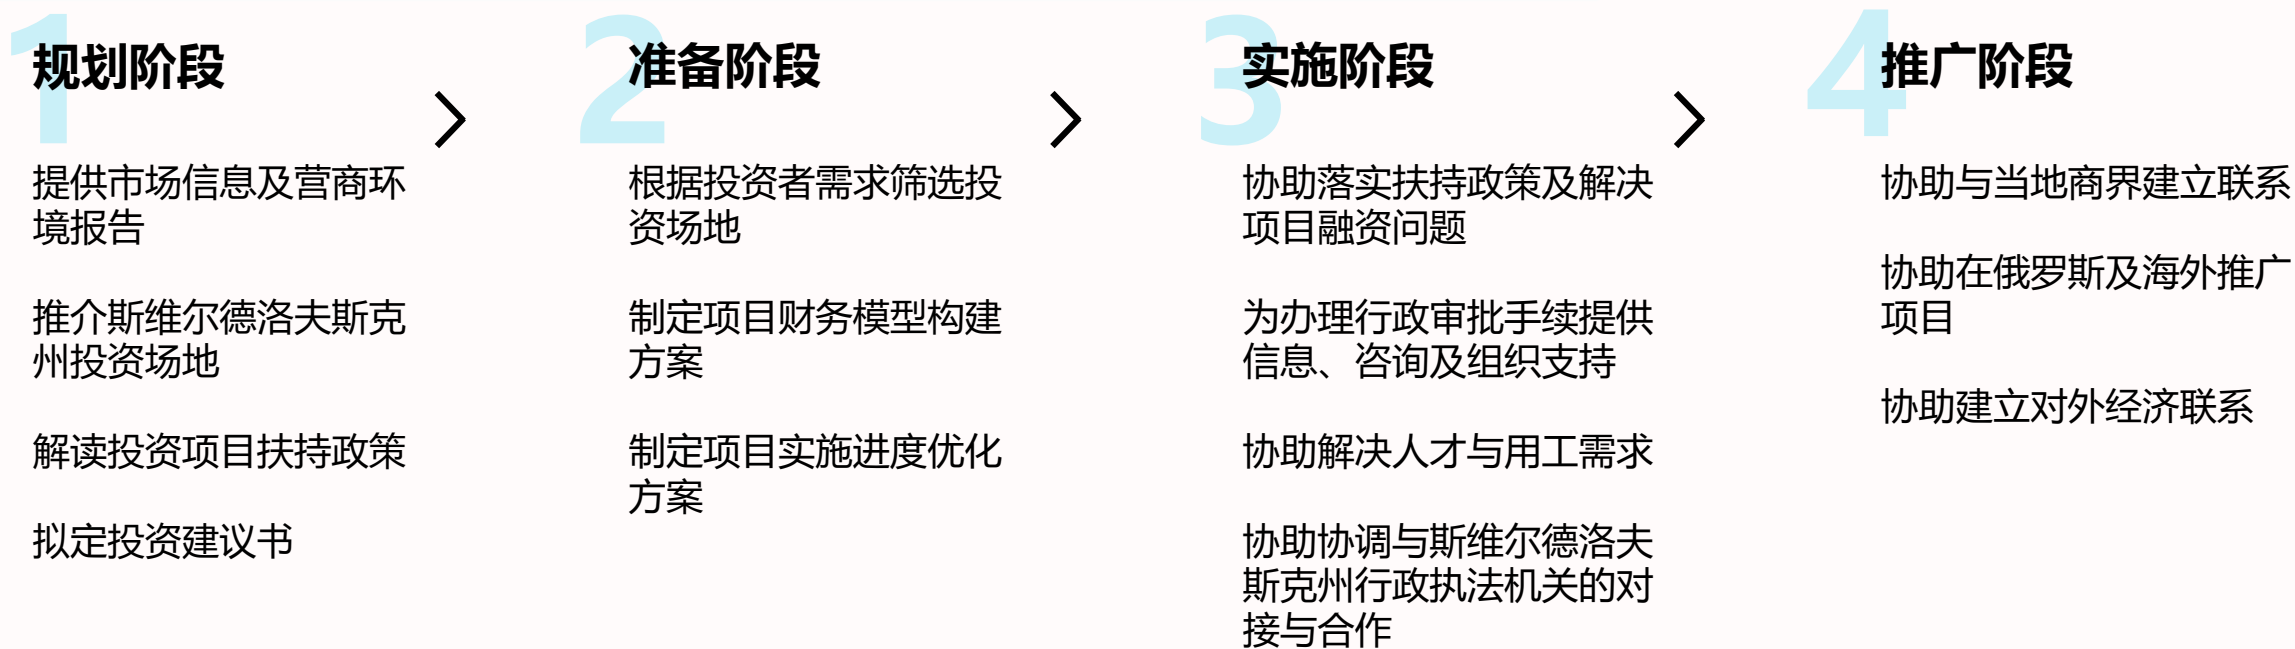 1
规划阶段
提供市场信息及营商环
境报告
推介斯维尔德洛夫斯克
州投资场地
解读投资项目扶持政策
拟定投资建议书
2
准备阶段
根据投资者需求筛选投
资场地
制定项目财务模型构建
方案
制定项目实施进度优化
方案
3
实施阶段
协助落实扶持政策及解决
项目融资问题
为办理行政审批手续提供
信息、咨询及组织支持
协助解决人才与用工需求
协助协调与斯维尔德洛夫
斯克州行政执法机关的对
接与合作
4
推广阶段
协助与当地商界建立联系
协助在俄罗斯及海外推广
项目
协助建立对外经济联系